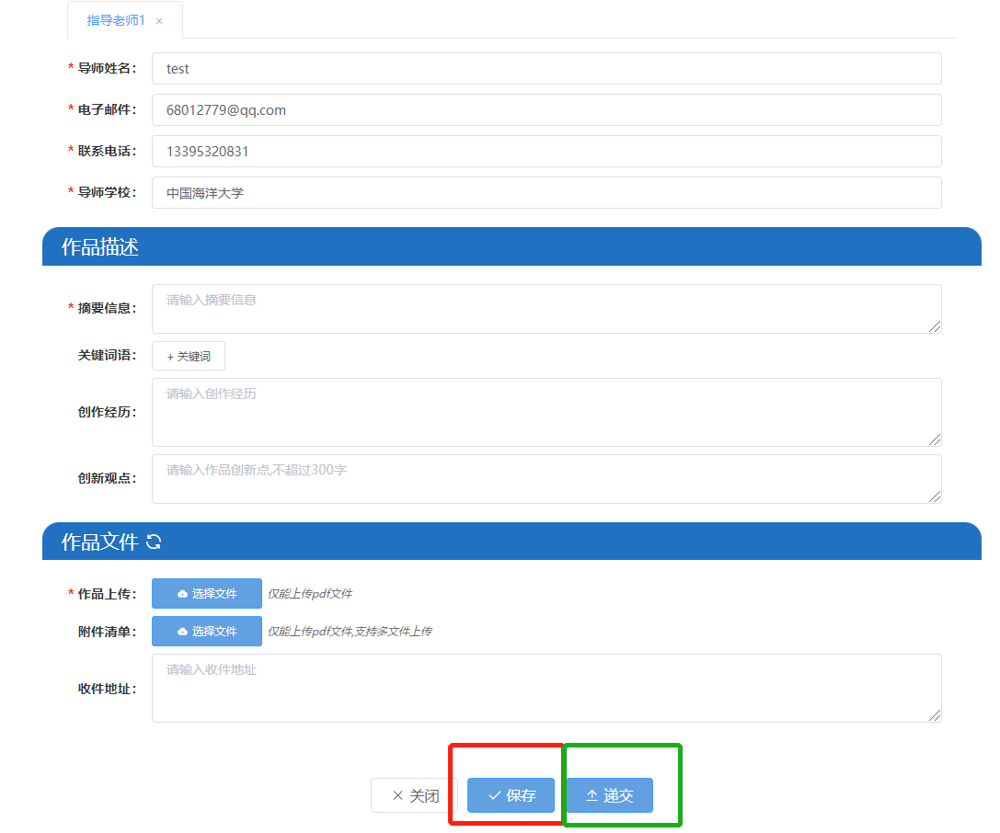 指导老师1 ×
* 导师姓名： test
* 电子邮件： 68012779@qq.com
* 联系电话： 13395320831
* 导师学校： 中国海洋大学
作品描述
* 摘要信息： 请输入摘要信息
关键词语： + 关键词
创作经历： 请输入创作经历
创新观点： 请输入作品创新点,不超过300字
作品文件
* 作品上传： 选择文件 仅能上传pdf文件
附件清单： 选择文件 仅能上传pdf文件,支持多文件上传
收件地址： 请输入收件地址
关闭 保存 递交